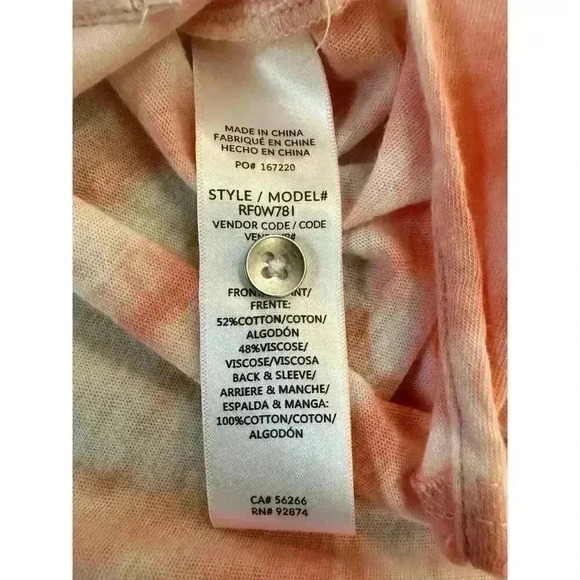 MADE IN CHINA
FABRIQUÉ EN CHINE
HECHO EN CHINA
PO# 167220
STYLE / MODEL#
RF0W78I
VENDOR CODE / CODE
FRENTE:
52%COTTON/COTON/
ALGODÓN
48%VISCOSE/
VISCOSE/VISCOSA
BACK & SLEEVE/
ARRIERE & MANCHE/
ESPALDA & MANGA:
100%COTTON/COTON/
ALGODÓN
CA# 56266
RN# 92874